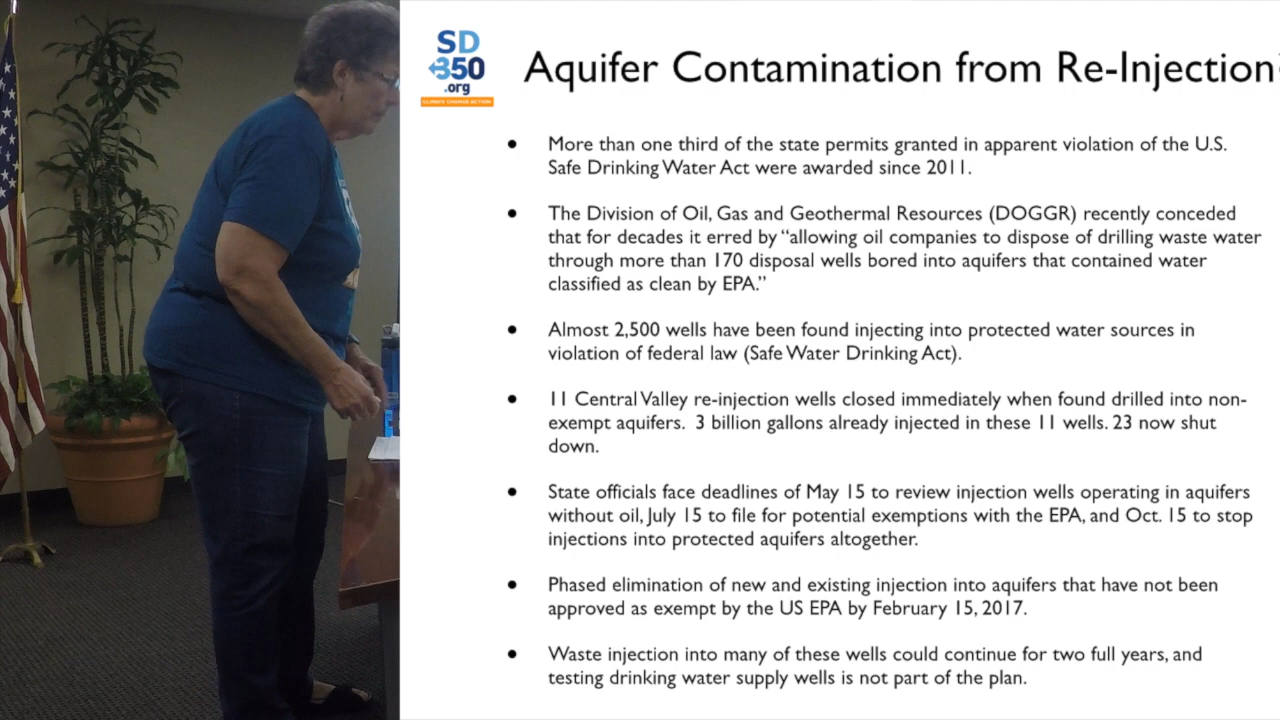 SD
350
.org
CLIMATE CHANGE ACTION
Aquifer Contamination from Re-Injection?
• More than one third of the state permits granted in apparent violation of the U.S.
Safe Drinking Water Act were awarded since 2011.
• The Division of Oil, Gas and Geothermal Resources (DOGGR) recently conceded
that for decades it erred by “allowing oil companies to dispose of drilling waste water
through more than 170 disposal wells bored into aquifers that contained water
classified as clean by EPA.”
• Almost 2,500 wells have been found injecting into protected water sources in
violation of federal law (Safe Water Drinking Act).
• 11 Central Valley re-injection wells closed immediately when found drilled into non-
exempt aquifers.  3 billion gallons already injected in these 11 wells. 23 now shut
down.
• State officials face deadlines of May 15 to review injection wells operating in aquifers
without oil, July 15 to file for potential exemptions with the EPA, and Oct. 15 to stop
injections into protected aquifers altogether.
• Phased elimination of new and existing injection into aquifers that have not been
approved as exempt by the US EPA by February 15, 2017.
• Waste injection into many of these wells could continue for two full years, and
testing drinking water supply wells is not part of the plan.